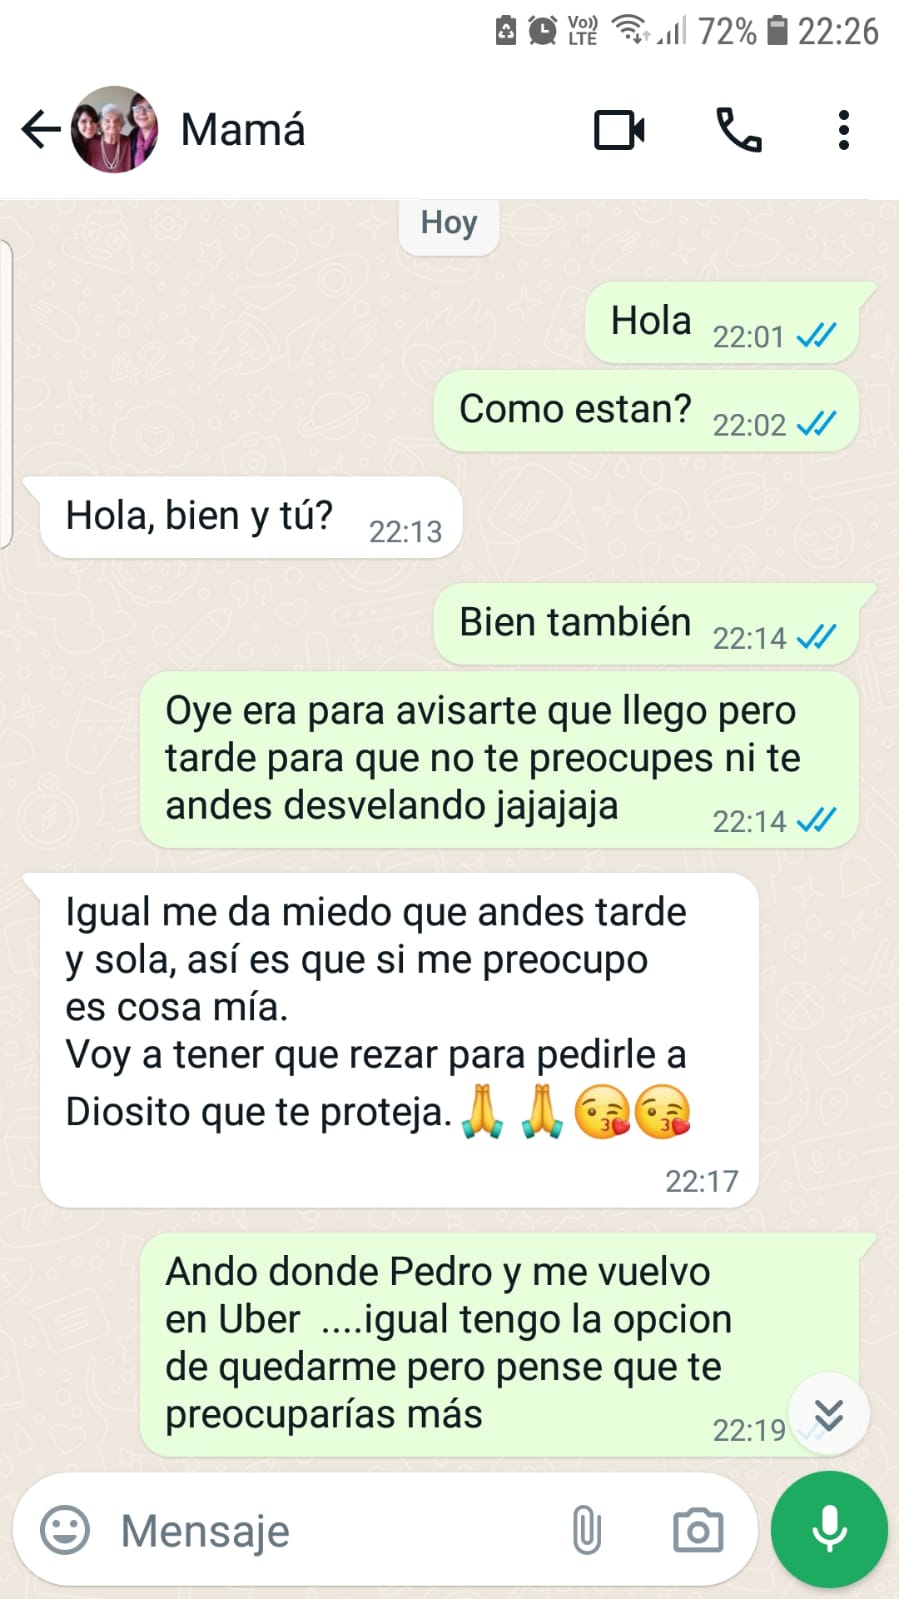 Vo)) LTE 72% 22:26
Mamá
Hoy
Hola 22:01
Como estan? 22:02
Hola, bien y tú? 22:13
Bien también 22:14
Oye era para avisarte que llego pero
tarde para que no te preocupes ni te
andes desvelando jajajaja 22:14
Igual me da miedo que andes tarde
y sola, así es que si me preocupo
es cosa mía.
Voy a tener que rezar para pedirle a
Diosito que te proteja.🙏🙏😘😘
22:17
Ando donde Pedro y me vuelvo
en Uber ....igual tengo la opcion
de quedarme pero pense que te
preocuparías más 22:19
Mensaje